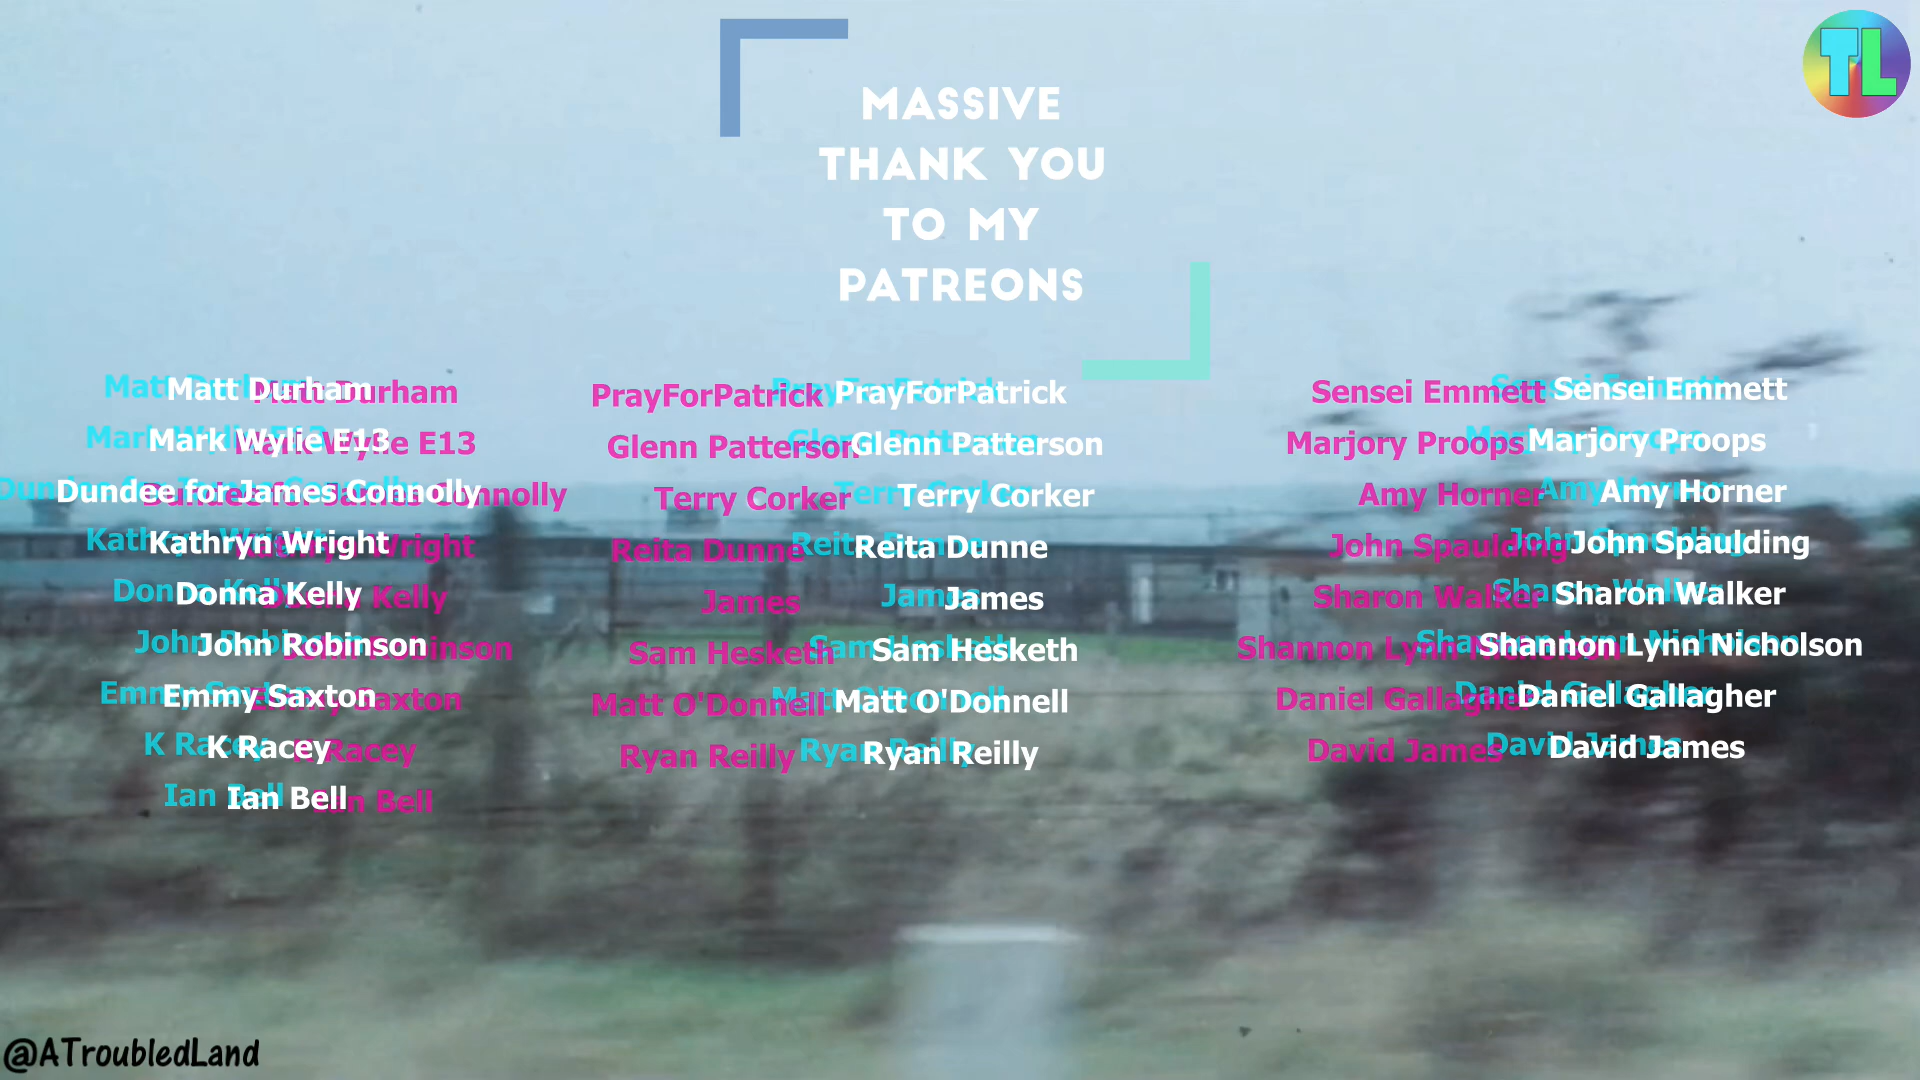 MASSIVE
THANK YOU
TO MY
PATREONS
TL
Matt Durham
Mark Wylie E13
Dundee for James Connolly
Kathryn Wright
Donna Kelly
John Robinson
Emmy Saxton
K Racey
Ian Bell
PrayForPatrick
Glenn Patterson
Terry Corker
Reita Dunne
James
Sam Hesketh
Matt O'Donnell
Ryan Reilly
Sensei Emmett
Marjory Proops
Amy Horner
John Spaulding
Sharon Walker
Shannon Lynn Nicholson
Daniel Gallagher
David James
@ATroubledLand